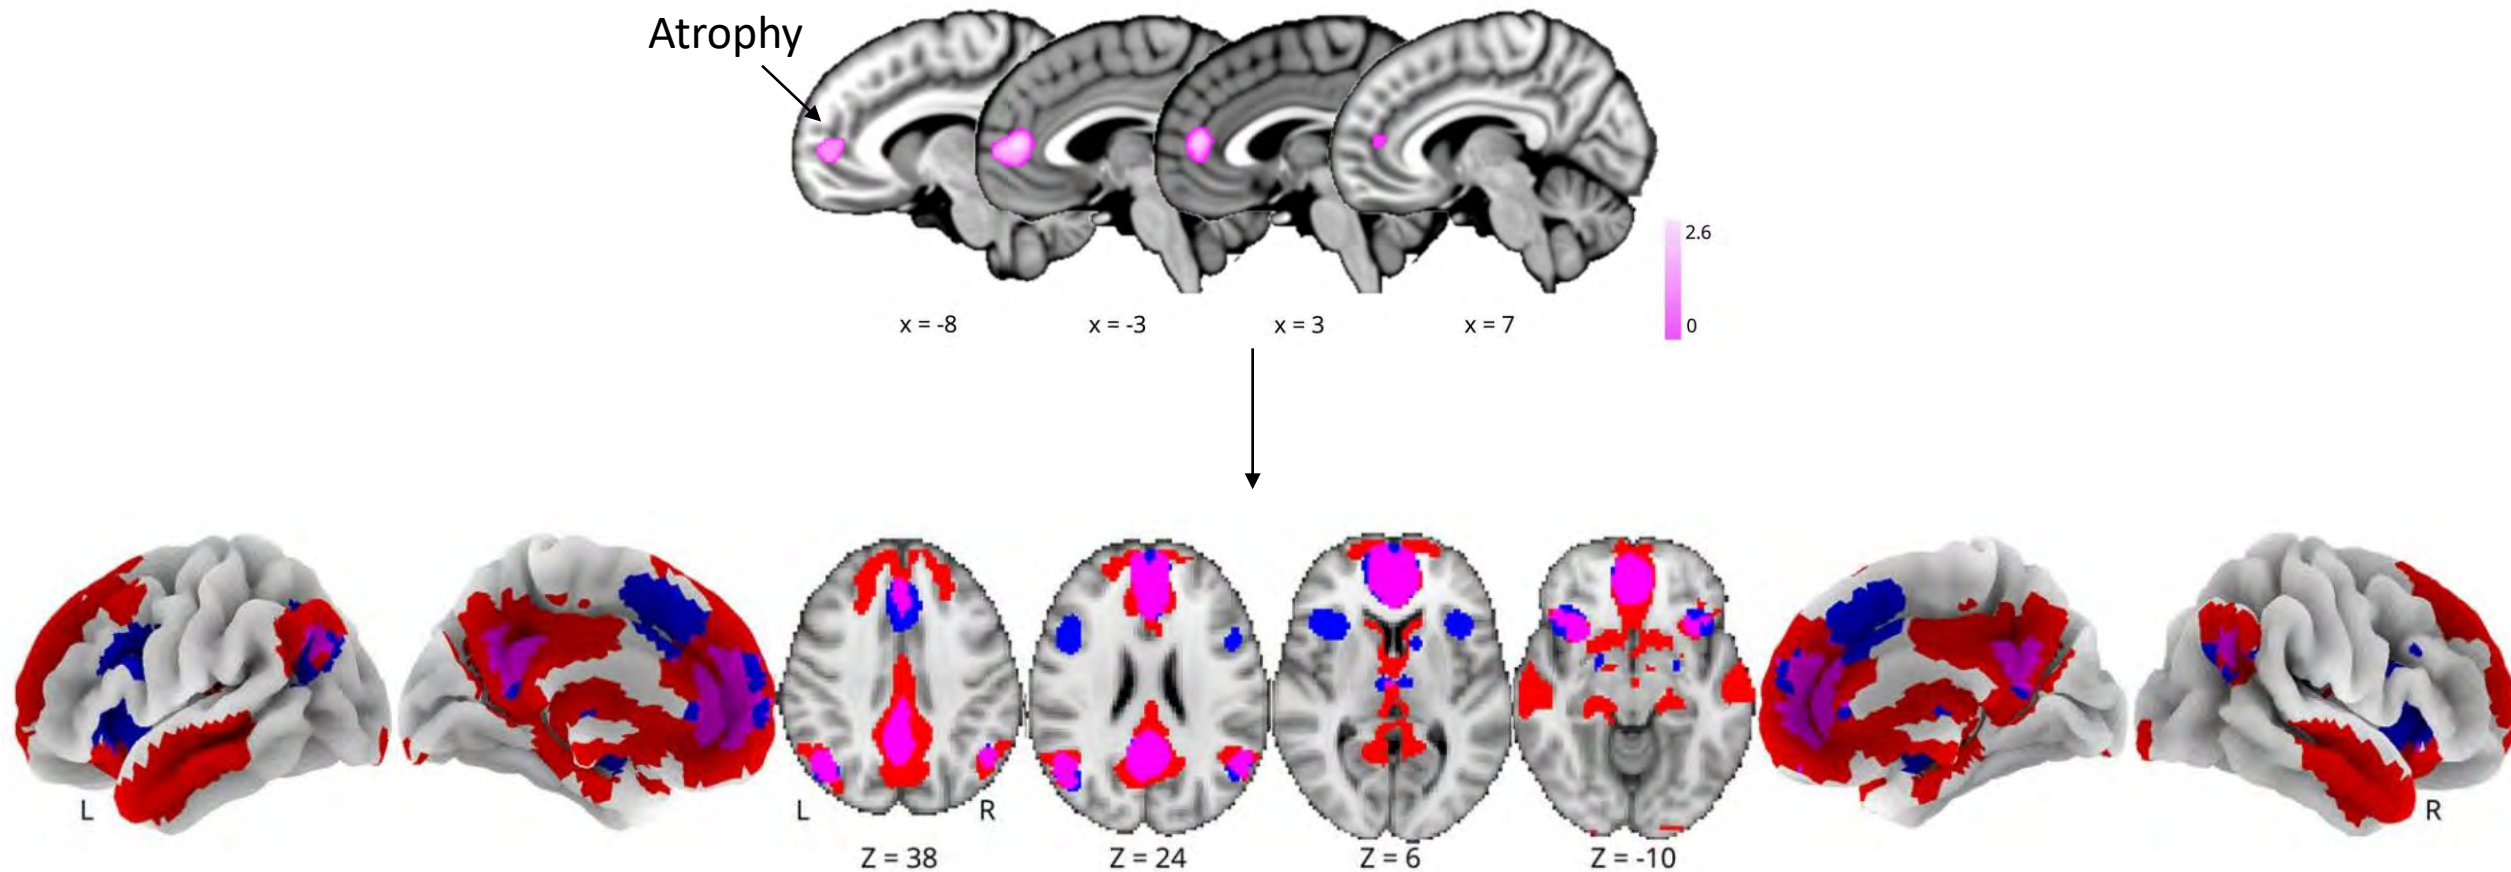 Atrophy
2.6
0
x = -8
x = -3
x = 3
x = 7
L
L
R
R
Z = 38
Z = 24
Z = 6
Z = -10